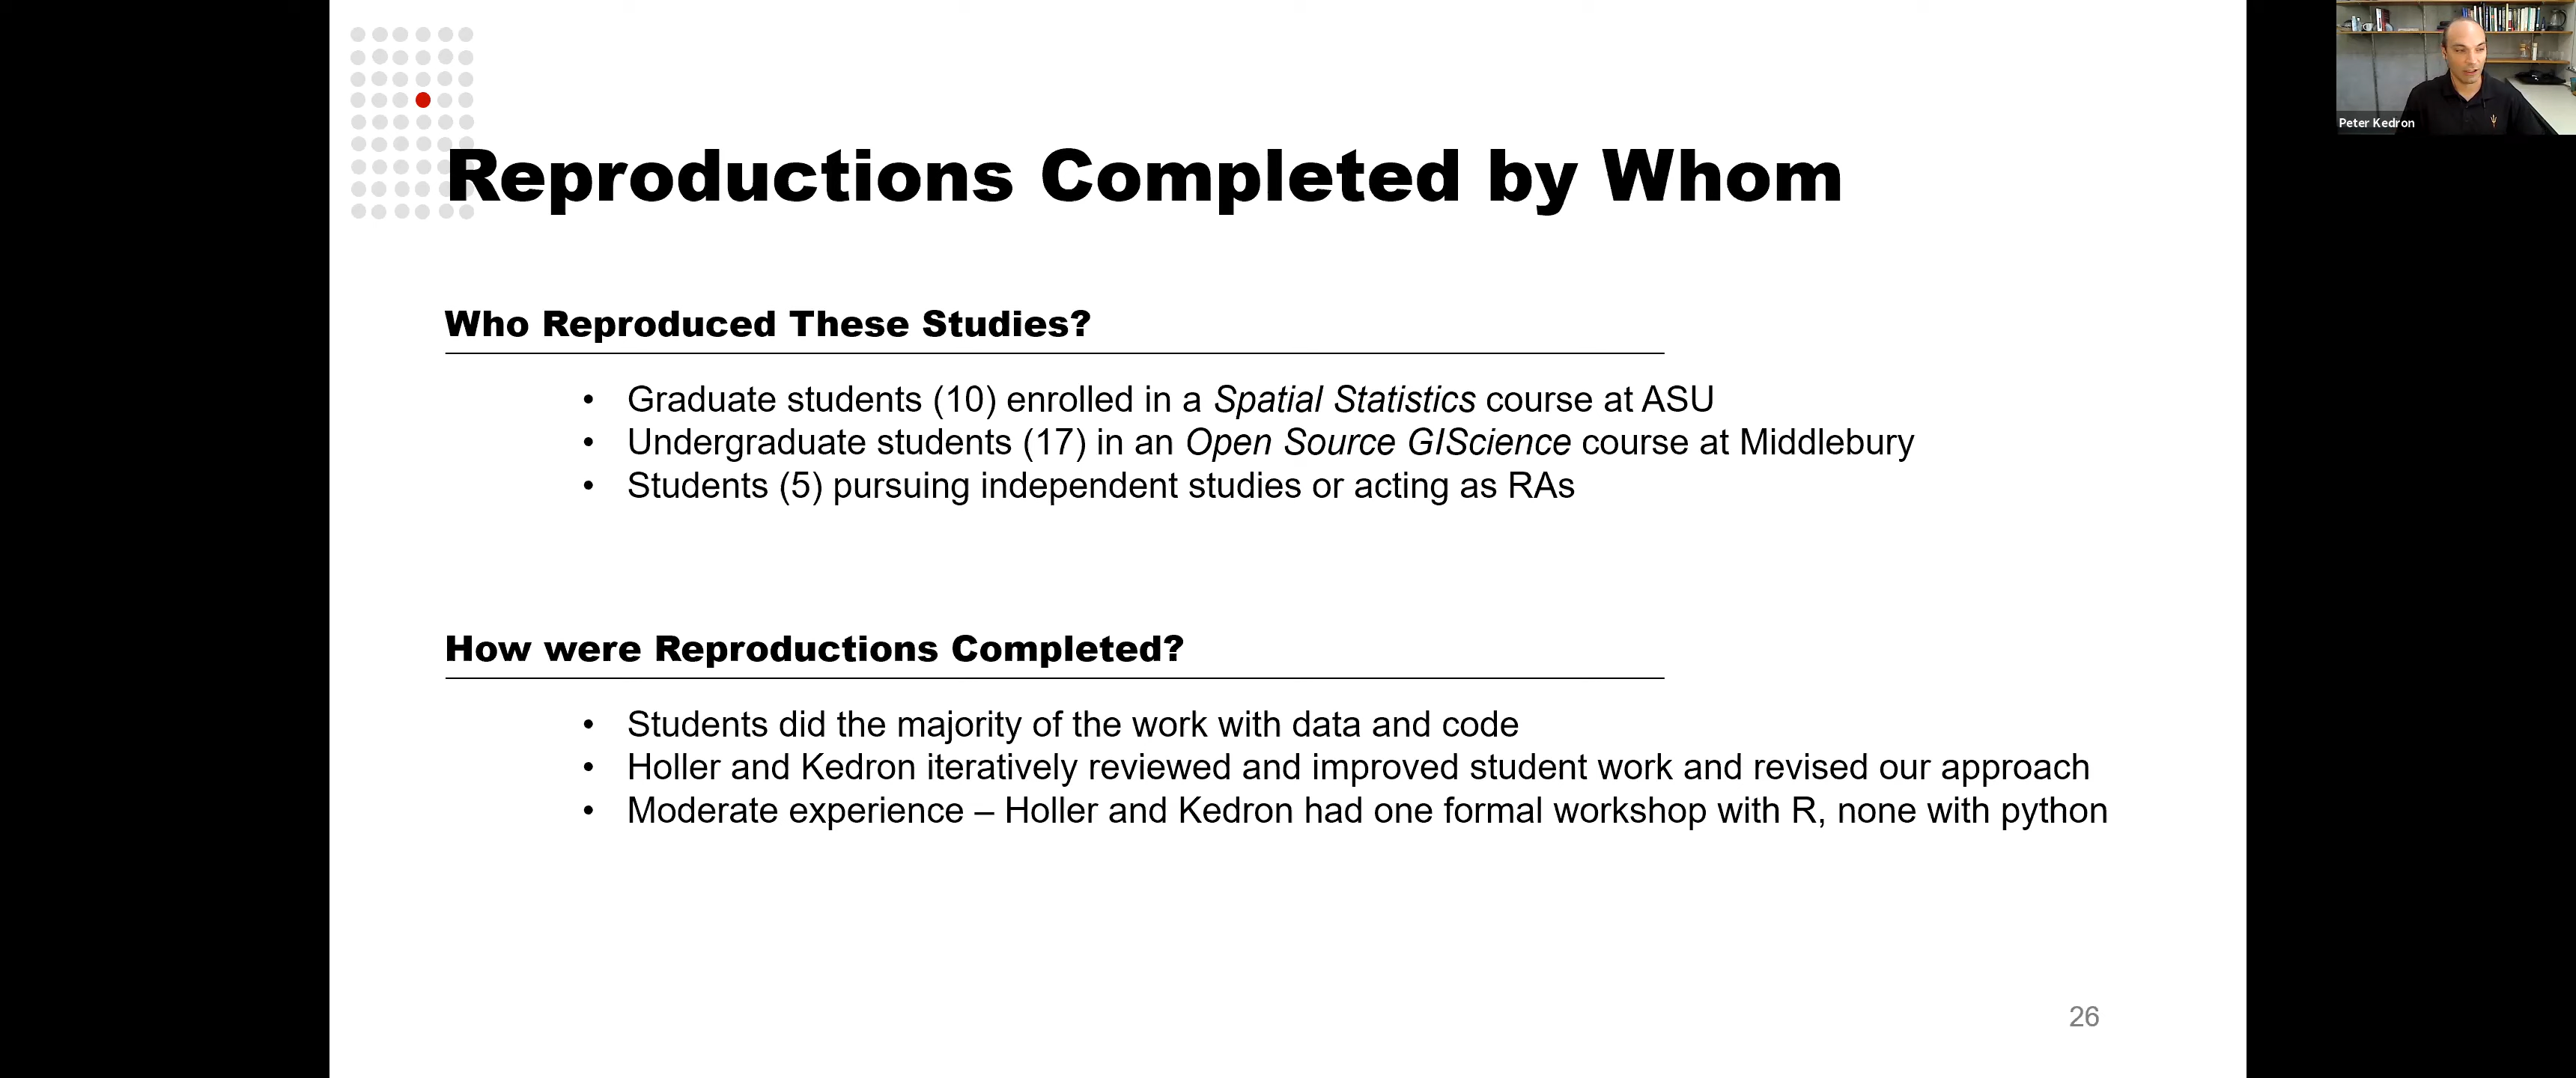 Reproductions Completed by Whom
Who Reproduced These Studies?
• Graduate students (10) enrolled in a Spatial Statistics course at ASU
• Undergraduate students (17) in an Open Source GIScience course at Middlebury
• Students (5) pursuing independent studies or acting as RAs
How were Reproductions Completed?
• Students did the majority of the work with data and code
• Holler and Kedron iteratively reviewed and improved student work and revised our approach
• Moderate experience – Holler and Kedron had one formal workshop with R, none with python
26
Peter Kedron